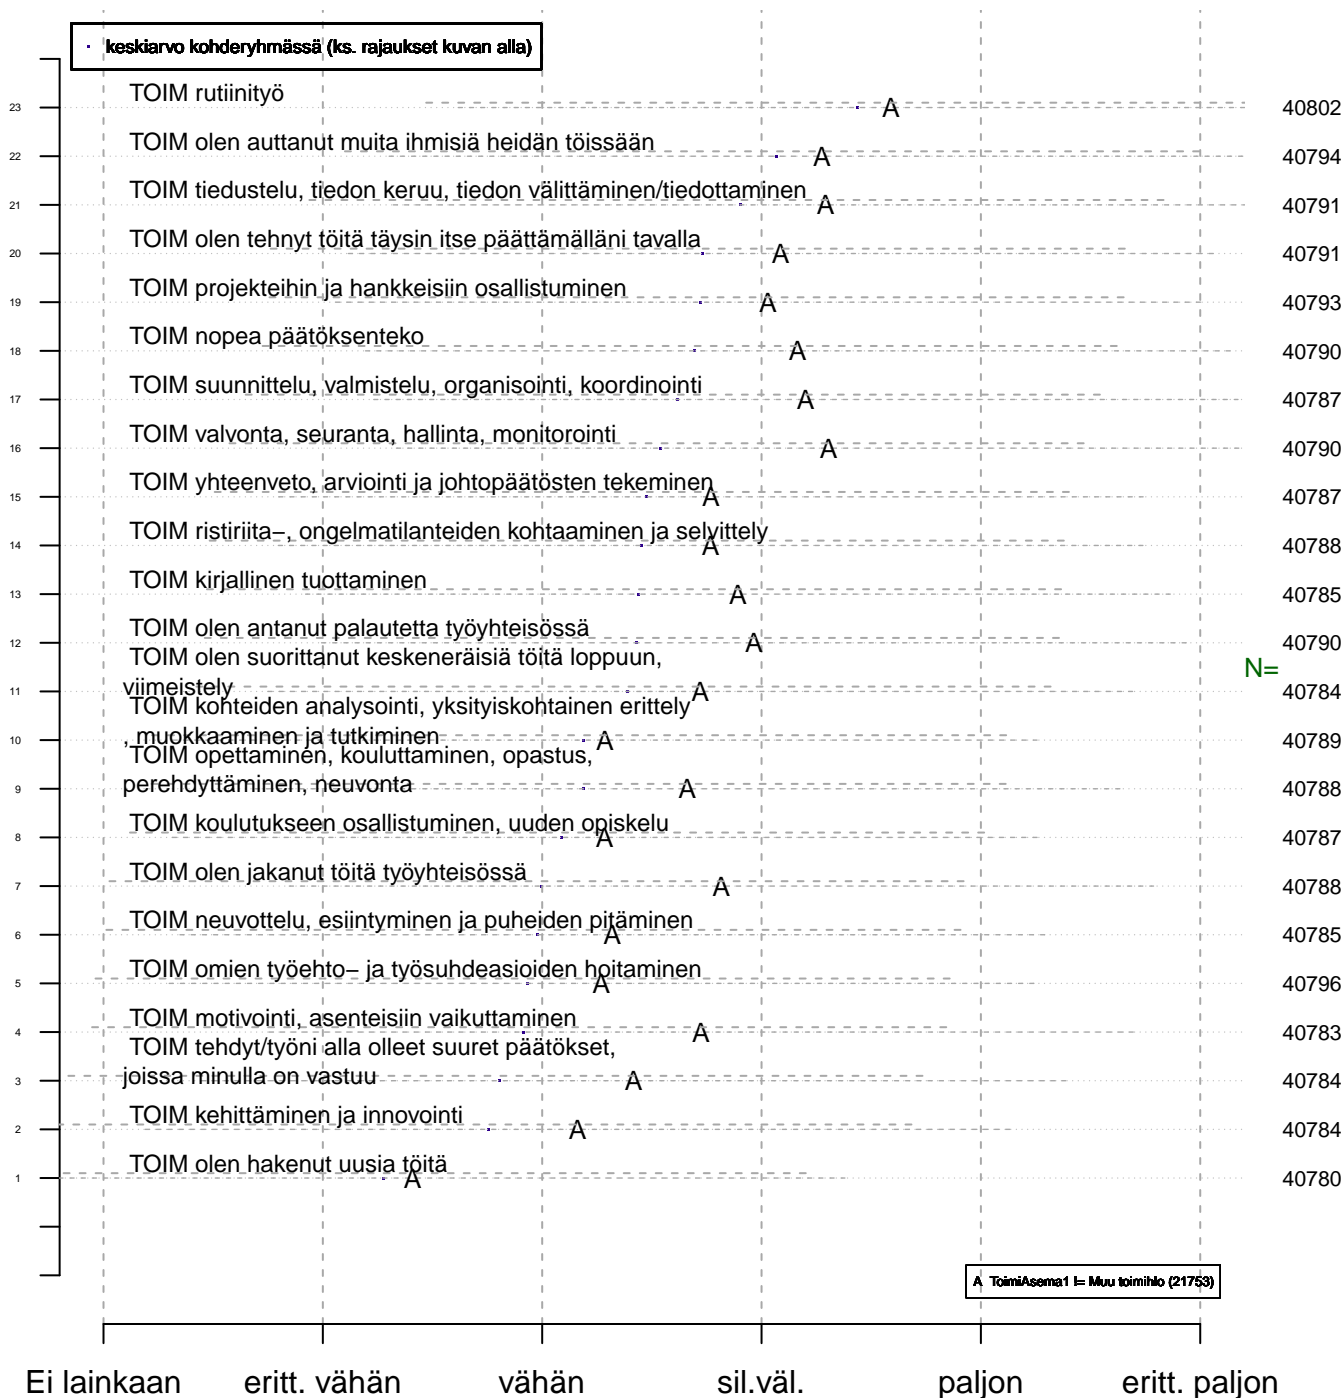 keskiarvo kohderyhmässä (ks. rajaukset kuvan alla)
23 TOIM rutiinityö A 40802
22 TOIM olen auttanut muita ihmisiä heidän töissään A 40794
21 TOIM tiedustelu, tiedon keruu, tiedon välittäminen/tiedottaminen A 40791
20 TOIM olen tehnyt töitä täysin itse päättämälläni tavalla A 40791
19 TOIM projekteihin ja hankkeisiin osallistuminen A 40793
18 TOIM nopea päätöksenteko A 40790
17 TOIM suunnittelu, valmistelu, organisointi, koordinointi A 40787
16 TOIM valvonta, seuranta, hallinta, monitorointi A 40790
15 TOIM yhteenveto, arviointi ja johtopäätösten tekeminen A 40787
14 TOIM ristiriita–, ongelmatilanteiden kohtaaminen ja selvittely A 40788
13 TOIM kirjallinen tuottaminen A 40785
12 TOIM olen antanut palautetta työyhteisössä A 40790
TOIM olen suorittanut keskeneräisiä töitä loppuun,
N=
11 viimeistely A 40784
TOIM kohteiden analysointi, yksityiskohtainen erittely
10 , muokkaaminen ja tutkiminen A 40789
TOIM opettaminen, kouluttaminen, opastus,
9 perehdyttäminen, neuvonta A 40788
8 TOIM koulutukseen osallistuminen, uuden opiskelu A 40787
7 TOIM olen jakanut töitä työyhteisössä A 40788
6 TOIM neuvottelu, esiintyminen ja puheiden pitäminen A 40785
5 TOIM omien työehto– ja työsuhdeasioiden hoitaminen A 40796
4 TOIM motivointi, asenteisiin vaikuttaminen A 40783
TOIM tehdyt/työni alla olleet suuret päätökset,
3 joissa minulla on vastuu A 40784
2 TOIM kehittäminen ja innovointi A 40784
1 TOIM olen hakenut uusia töitä A 40780
A ToimiAsema1 != Muu toimihlo (21753)
Ei lainkaan eritt. vähän vähän sil.väl. paljon eritt. paljon